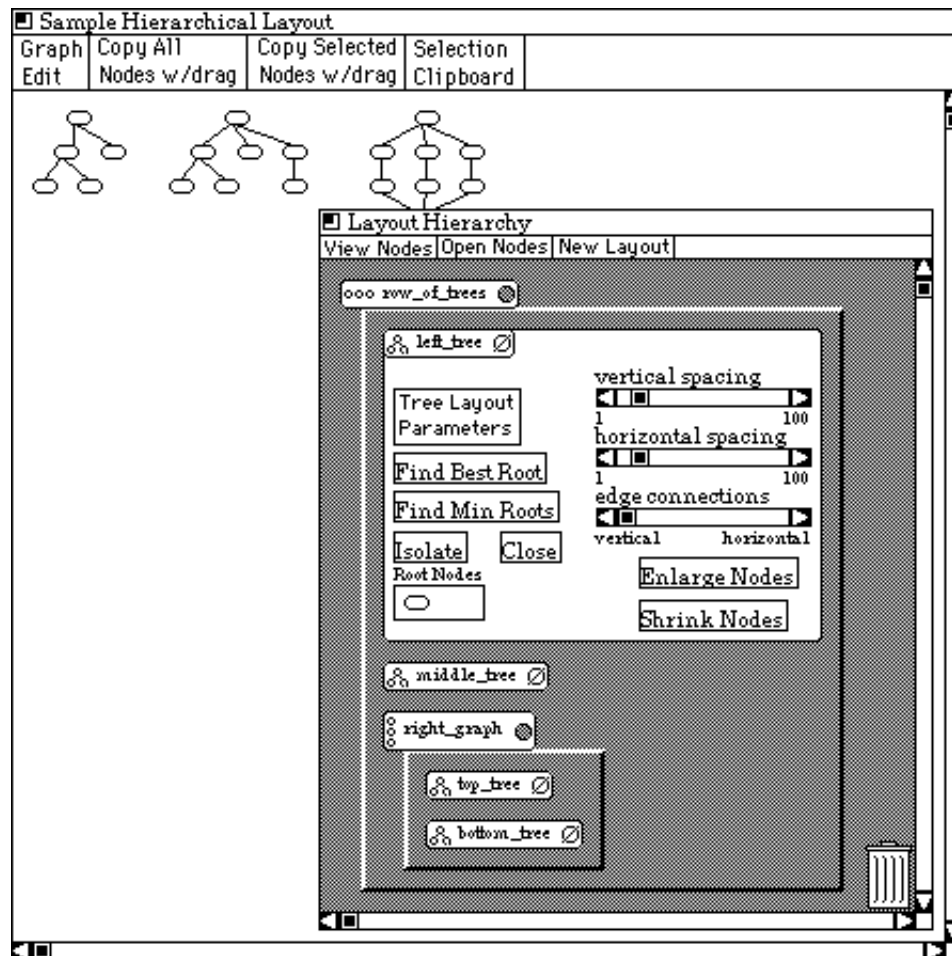 Sample Hierarchical Layout
Graph Edit
Copy All Nodes w/drag
Copy Selected Nodes w/drag
Selection Clipboard
Layout Hierarchy
View Nodes
Open Nodes
New Layout
row_of_trees
left_tree
Tree Layout
Parameters
Find Best Root
Find Min Roots
Isolate
Close
Root Nodes
vertical spacing
1 100
horizontal spacing
1 100
edge connections
vertical horizontal
Enlarge Nodes
Shrink Nodes
middle_tree
right_graph
top_tree
bottom_tree